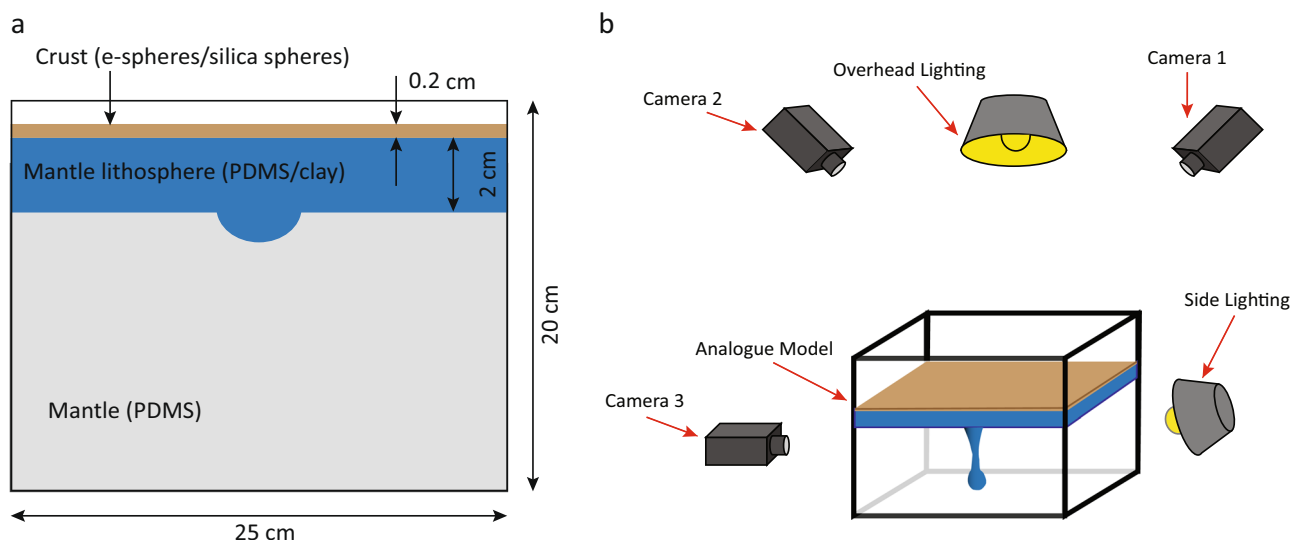 a
Crust (e-spheres/silica spheres)
0.2 cm
Mantle lithosphere (PDMS/clay)
2 cm
20 cm
Mantle (PDMS)
25 cm
b
Camera 2
Overhead Lighting
Camera 1
Side Lighting
Analogue Model
Camera 3